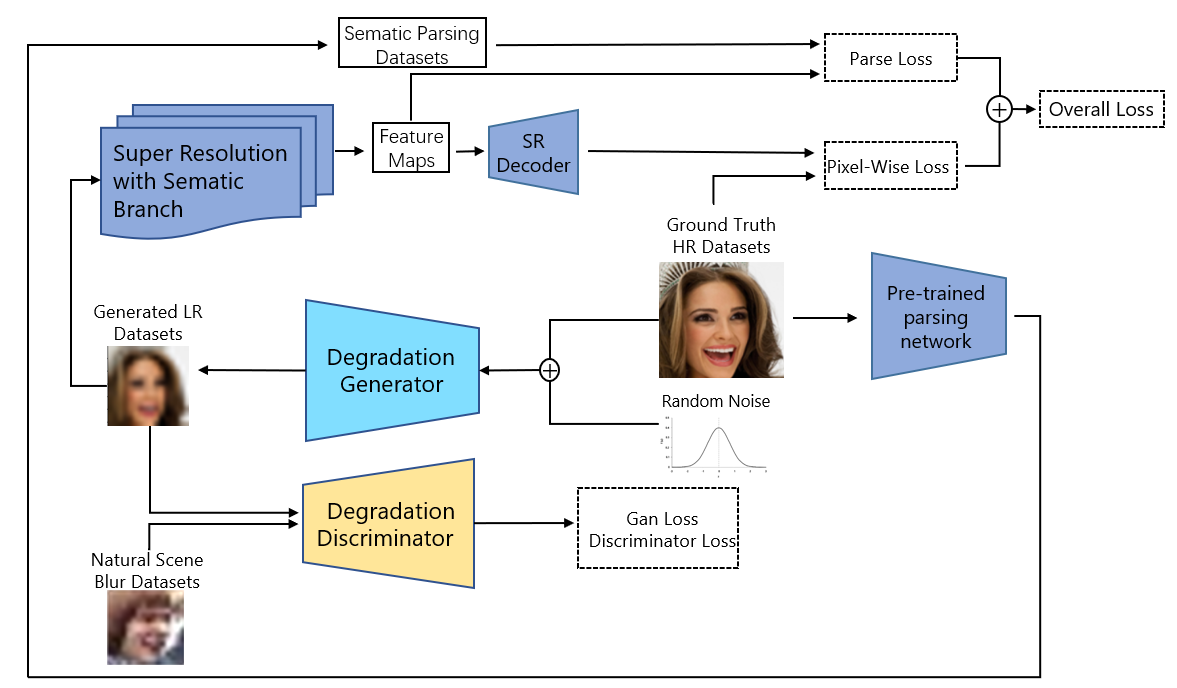 Sematic Parsing
Datasets
Parse Loss
Overall Loss
Super Resolution
with Sematic
Branch
Feature
Maps
SR
Decoder
Pixel-Wise Loss
Ground Truth
HR Datasets
Pre-trained
parsing
network
Generated LR
Datasets
Degradation
Generator
Random Noise
Degradation
Discriminator
Gan Loss
Discriminator Loss
Natural Scene
Blur Datasets